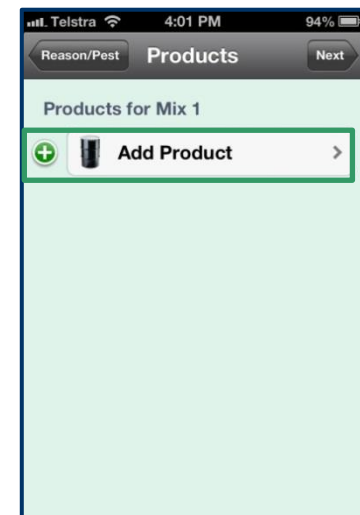 Telstra 4:01 PM 94%
Reason/Pest Products Next
Products for Mix 1
Add Product